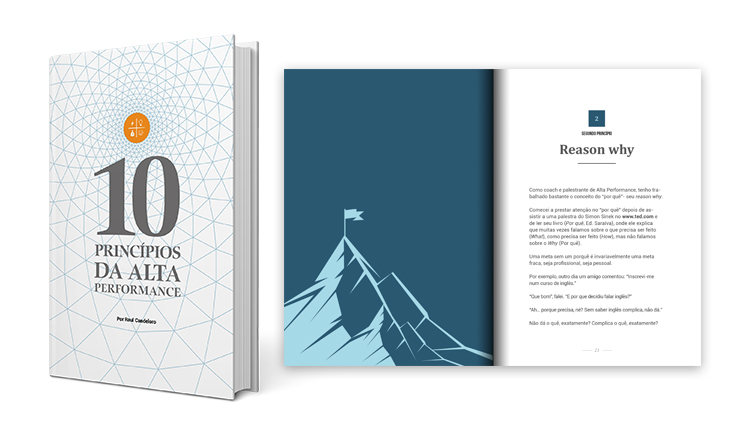 10
PRINCÍPIOS
DA ALTA
PERFORMANCE
Por Raul Candeloro
2
SEGUNDO PRINCÍPIO
Reason why
Como coach e palestrante de Alta Performance, tenho tra-
balhado bastante o conceito do “por quê”- seu reason why.
Comecei a prestar atenção no “por quê” depois de as-
sistir a uma palestra do Simon Sinek no www.ted.com e
de ler seu livro (Por quê, Ed. Saraiva), onde ele explica
que muitas vezes falamos sobre o que precisa ser feito
(What), como precisa ser feito (How), mas não falamos
sobre o Why (Por quê).
Uma meta sem um porquê é invariavelmente uma meta
fraca, seja profissional, seja pessoal.
Por exemplo, outro dia um amigo comentou: “Inscrevi-me
num curso de inglês.”
“Que bom”, falei. “E por que decidiu falar inglês?”
“Ah... porque precisa, né? Sem saber inglês complica, não dá.”
Não dá o quê, exatamente? Complica o quê, exatamente?